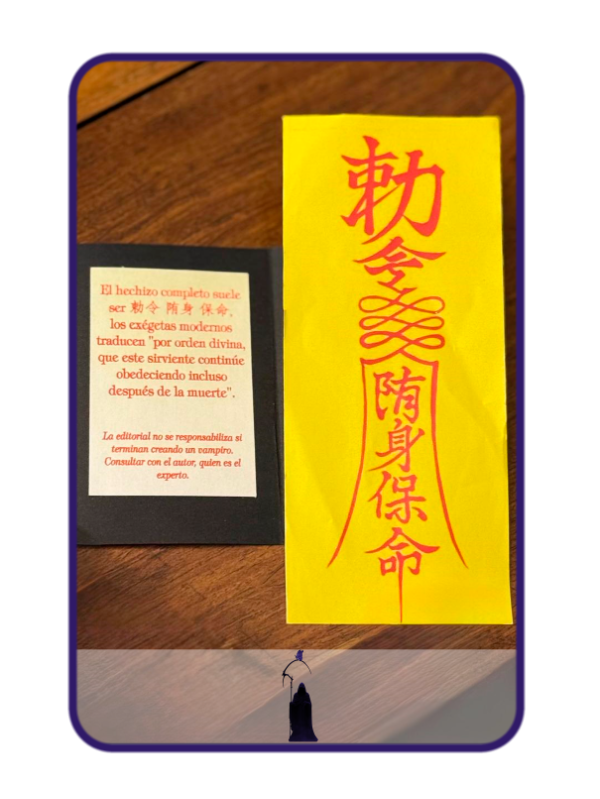 El hechizo completo suele
ser 勅令 陏身 保命,
los exégetas modernos
traducen "por orden divina,
que este sirviente continúe
obedeciendo incluso
después de la muerte".
La editorial no se responsabiliza si
terminan creando un vampiro.
Consultar con el autor, quien es el
experto.
勅令
陏身保命